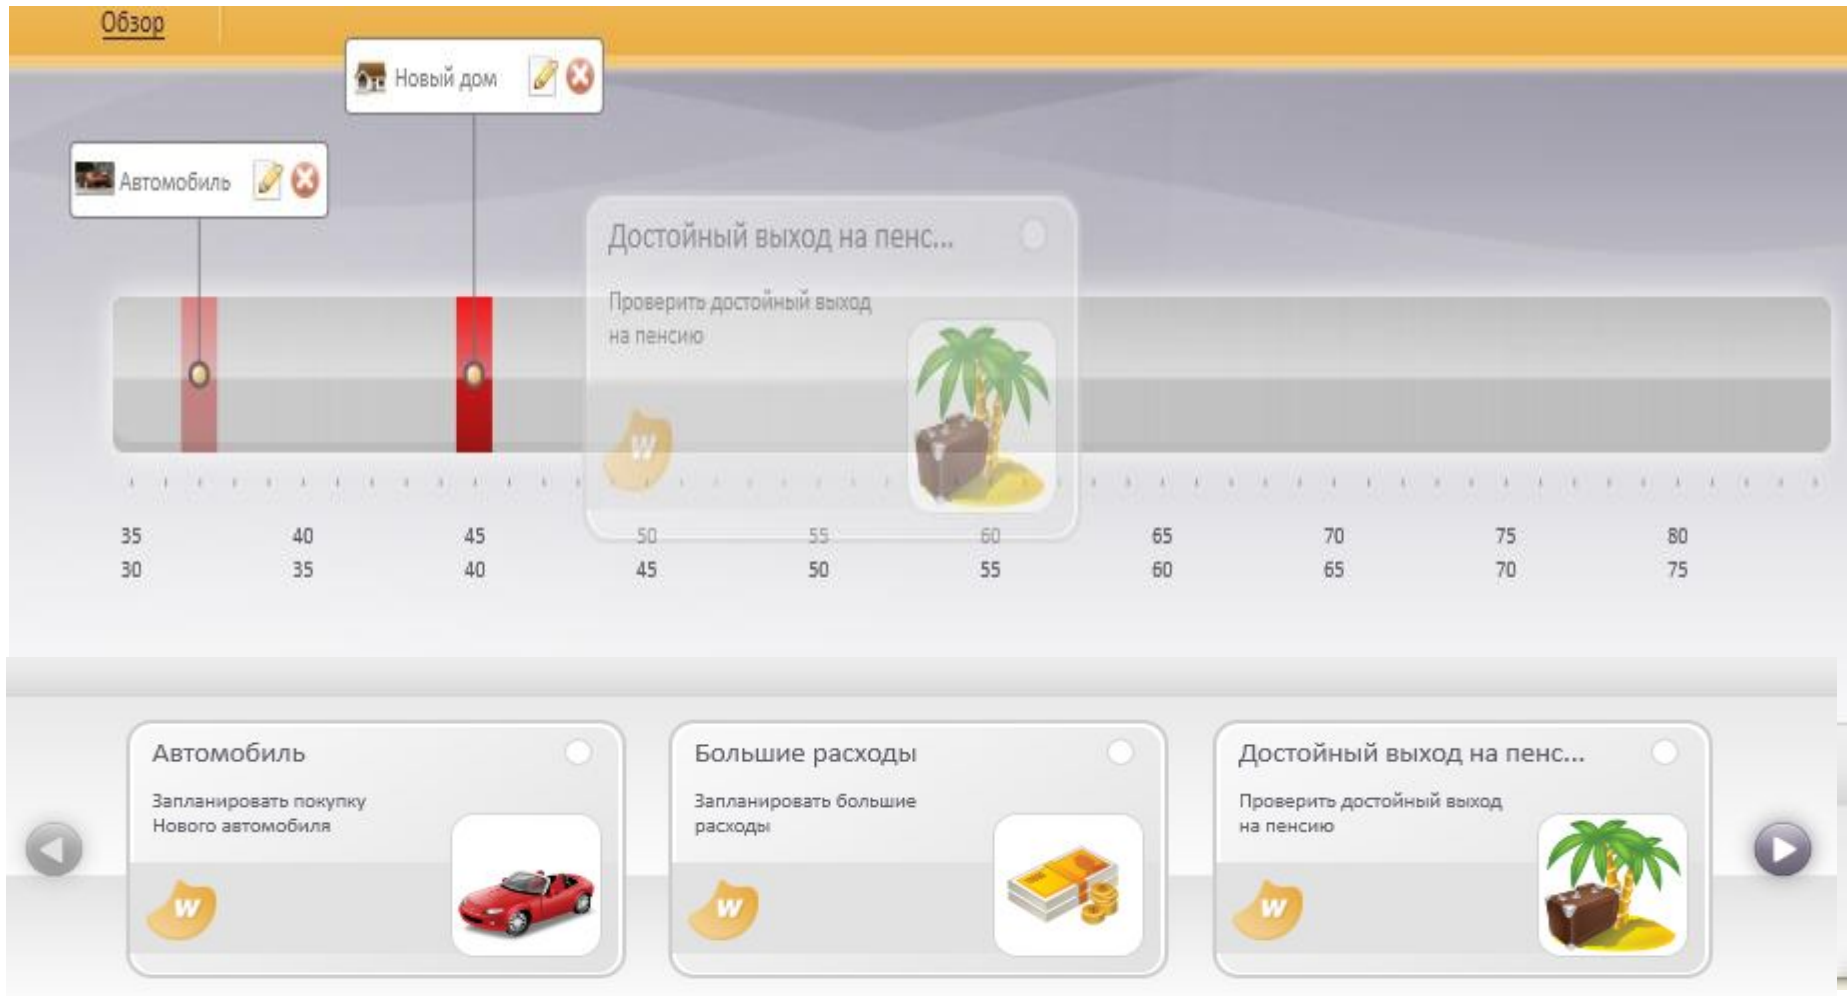 Обзор
Новый дом
Автомобиль
Достойный выход на пенс...
Проверить достойный выход
на пенсию
W
35 40 45 50 55 60 65 70 75 80
30 35 40 45 50 55 60 65 70 75
Автомобиль
Запланировать покупку
Нового автомобиля
W
Большие расходы
Запланировать большие
расходы
W
Достойный выход на пенс...
Проверить достойный выход
на пенсию
W